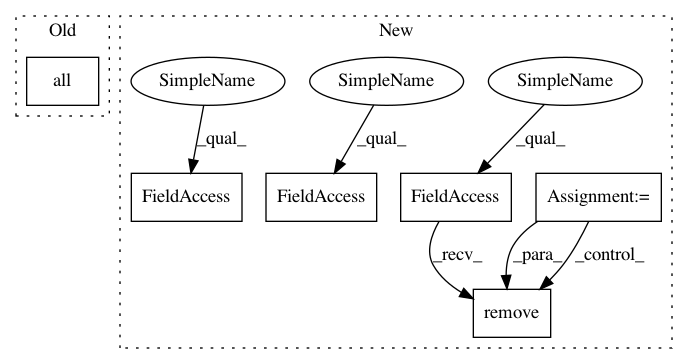 Old
New
all
SimpleName
SimpleName
SimpleName
_qual_
_qual_
_qual_
FieldAccess
FieldAccess
FieldAccess
Assignment:=
_recv_
_para_
_control_
remove